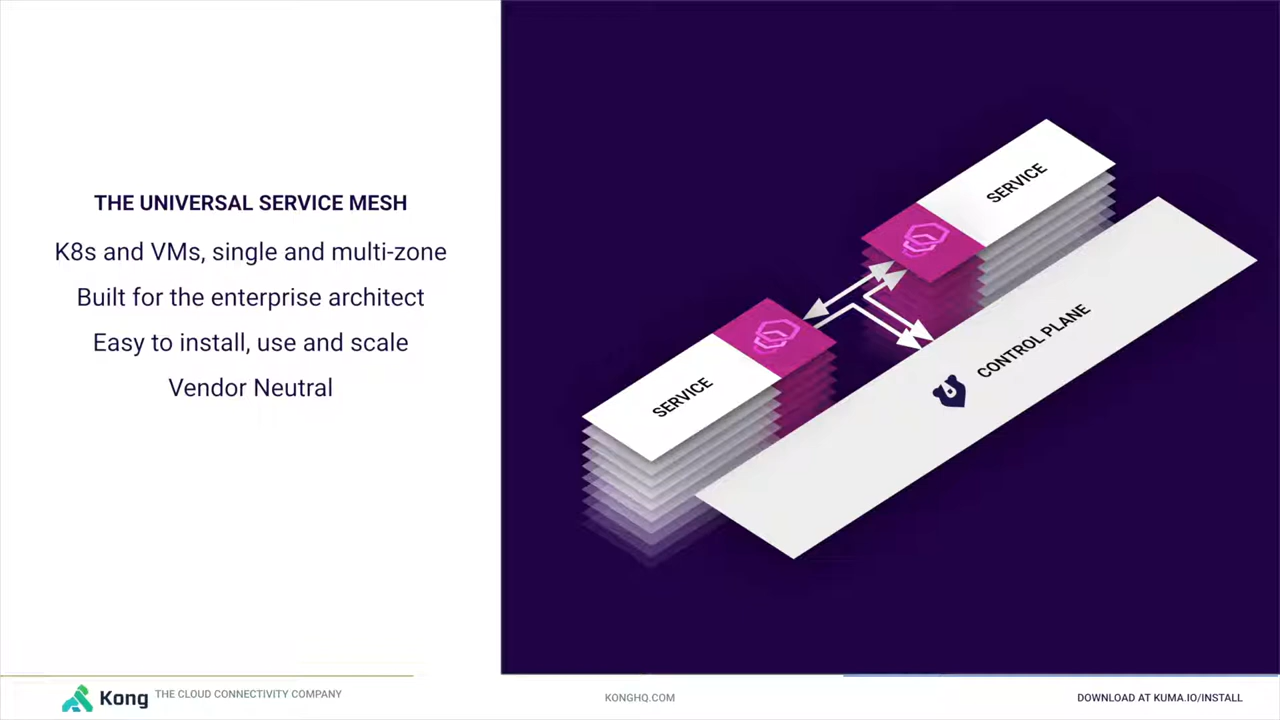 THE UNIVERSAL SERVICE MESH
K8s and VMs, single and multi-zone
Built for the enterprise architect
Easy to install, use and scale
Vendor Neutral
SERVICE
SERVICE
CONTROL PLANE
Kong THE CLOUD CONNECTIVITY COMPANY
KONGHQ.COM
DOWNLOAD AT KUMA.IO/INSTALL